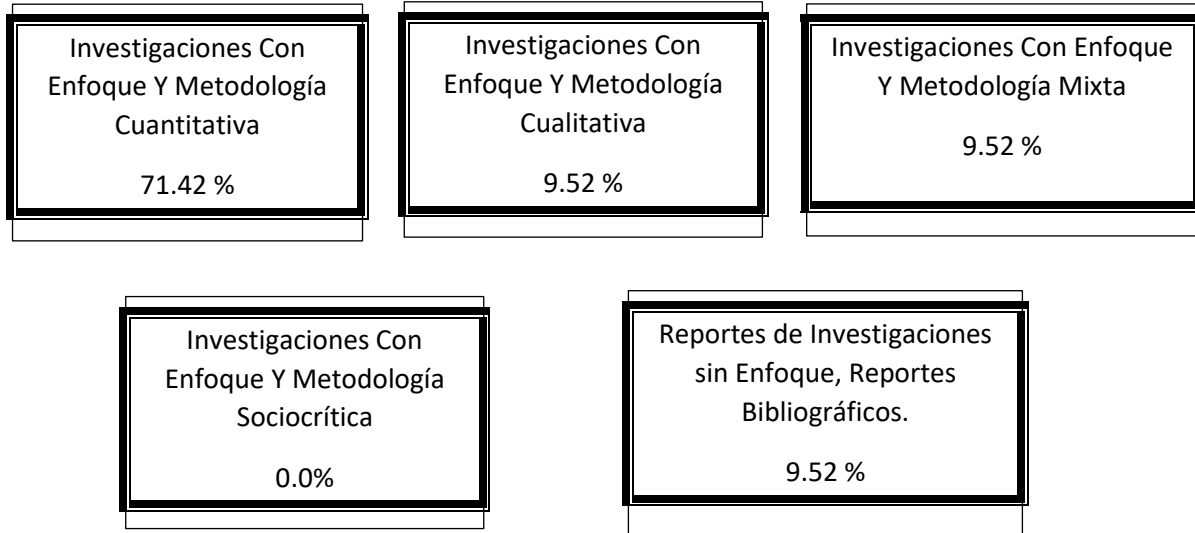 Investigaciones Con
Enfoque Y Metodología
Cuantitativa
71.42 %
Investigaciones Con
Enfoque Y Metodología
Cualitativa
9.52 %
Investigaciones Con Enfoque
Y Metodología Mixta
9.52 %
Investigaciones Con
Enfoque Y Metodología
Sociocrítica
0.0%
Reportes de Investigaciones
sin Enfoque, Reportes
Bibliográficos.
9.52 %